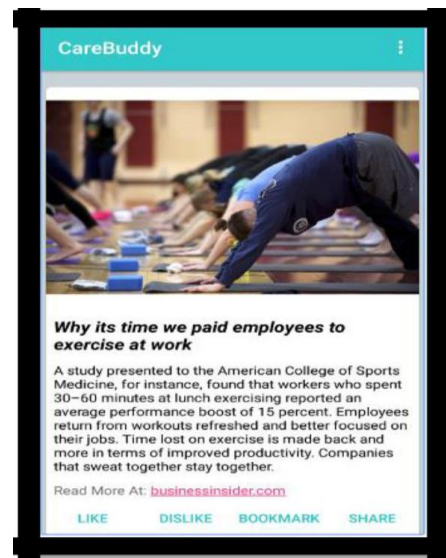 CareBuddy
Why its time we paid employees to
exercise at work
A study presented to the American College of Sports
Medicine, for instance, found that workers who spent
30–60 minutes at lunch exercising reported an
average performance boost of 15 percent. Employees
return from workouts refreshed and better focused on
their jobs. Time lost on exercise is made back and
more in terms of improved productivity. Companies
that sweat together stay together.
Read More At: businessinsider.com
LIKE DISLIKE BOOKMARK SHARE